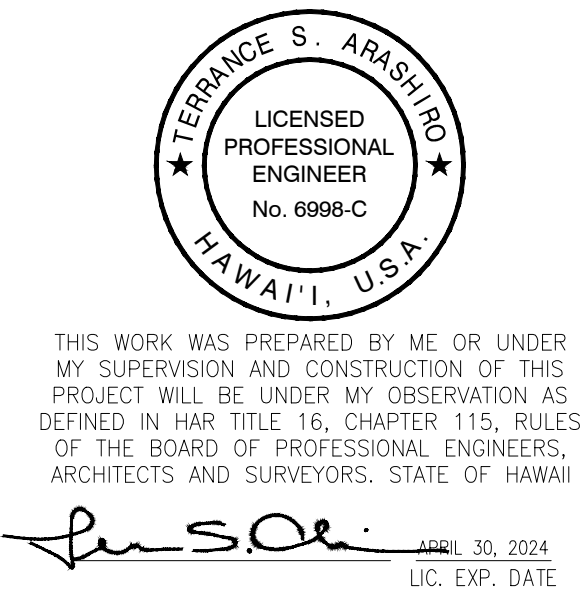 TERRANCE S. ARASHIRO
LICENSED
PROFESSIONAL
ENGINEER
No. 6998-C
HAWAI'I, U.S.A.
THIS WORK WAS PREPARED BY ME OR UNDER
MY SUPERVISION AND CONSTRUCTION OF THIS
PROJECT WILL BE UNDER MY OBSERVATION AS
DEFINED IN HAR TITLE 16, CHAPTER 115, RULES
OF THE BOARD OF PROFESSIONAL ENGINEERS,
ARCHITECTS AND SURVEYORS. STATE OF HAWAII
APRIL 30, 2024
LIC. EXP. DATE